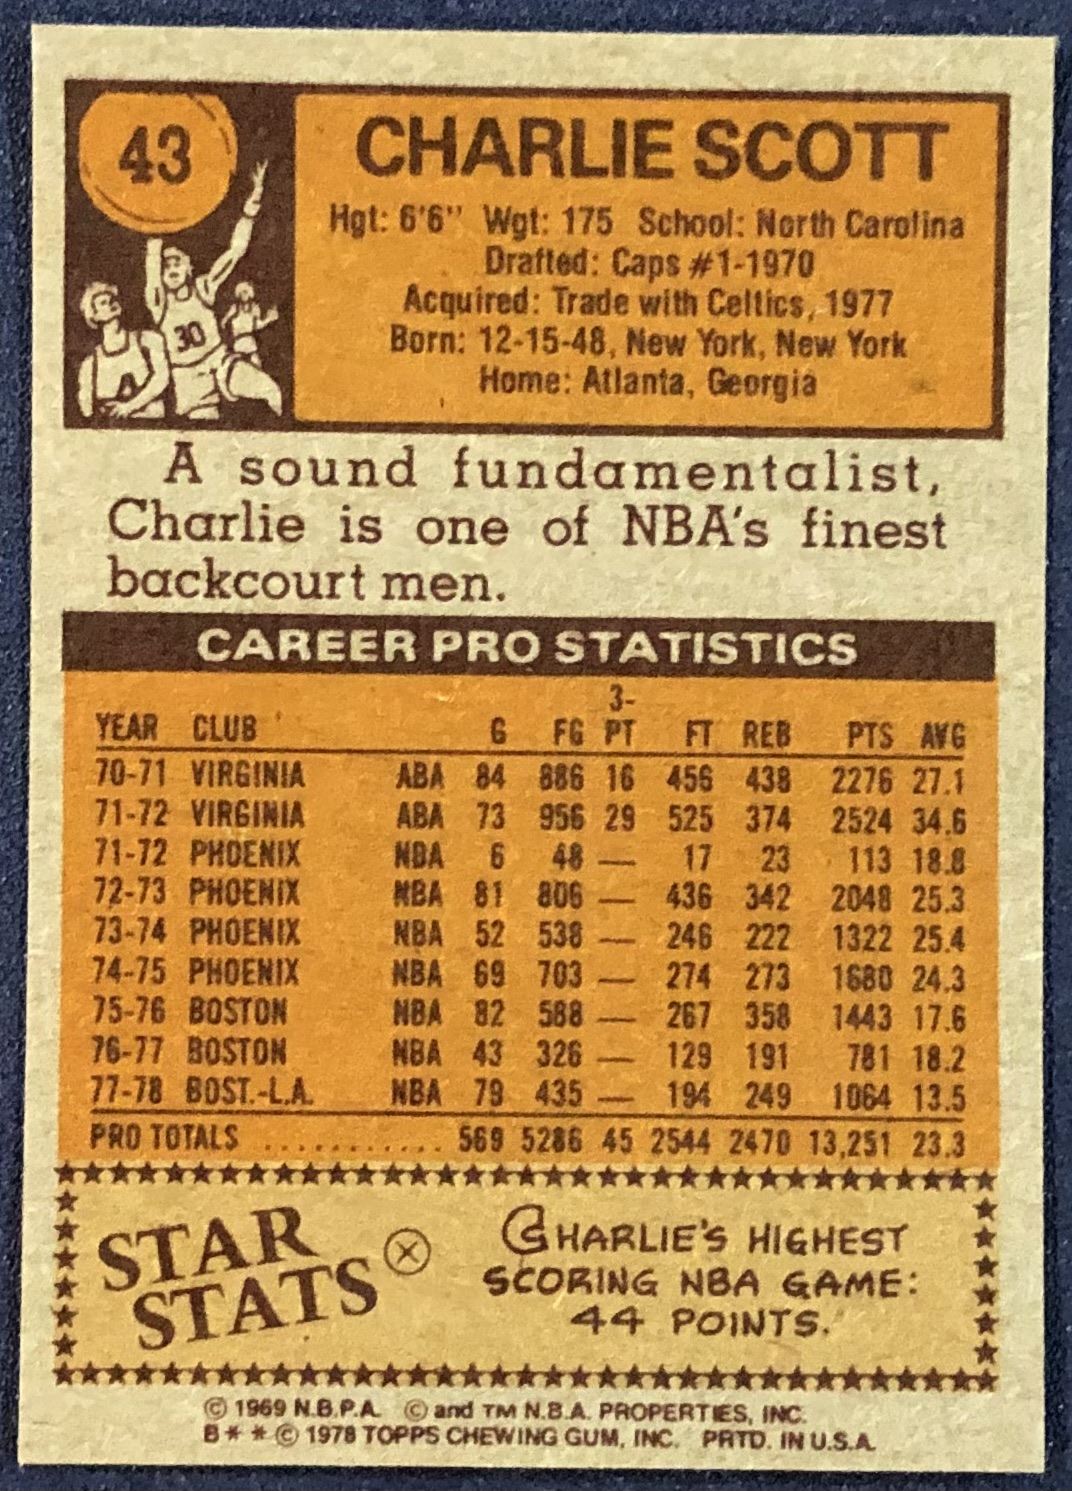 43
CHARLIE SCOTT
Hgt: 6'6" Wgt: 175 School: North Carolina
Drafted: Caps #1-1970
Acquired: Trade with Celtics, 1977
Born: 12-15-48, New York, New York
Home: Atlanta, Georgia
30
A sound fundamentalist,
Charlie is one of NBA's finest
backcourt men.
CAREER PRO STATISTICS
YEAR CLUB G FG 3-PT FT REB PTS AVG
70-71 VIRGINIA ABA 84 886 16 456 438 2276 27.1
71-72 VIRGINIA ABA 73 956 29 525 374 2524 34.6
71-72 PHOENIX NBA 6 48 — 17 23 113 18.8
72-73 PHOENIX NBA 81 806 — 436 342 2048 25.3
73-74 PHOENIX NBA 52 538 — 246 222 1322 25.4
74-75 PHOENIX NBA 69 703 — 274 273 1680 24.3
75-76 BOSTON NBA 82 588 — 267 358 1443 17.6
76-77 BOSTON NBA 43 326 — 129 191 781 18.2
77-78 BOST.-L.A. NBA 79 435 — 194 249 1064 13.5
PRO TOTALS ........... 569 5286 45 2544 2470 13,251 23.3
STAR
STATS
CHARLIE'S HIGHEST
SCORING NBA GAME:
44 POINTS.
© 1969 N.B.P.A. © and TM N.B.A. PROPERTIES, INC.
B * * © 1978 TOPPS CHEWING GUM, INC. PRTD. IN U.S.A.